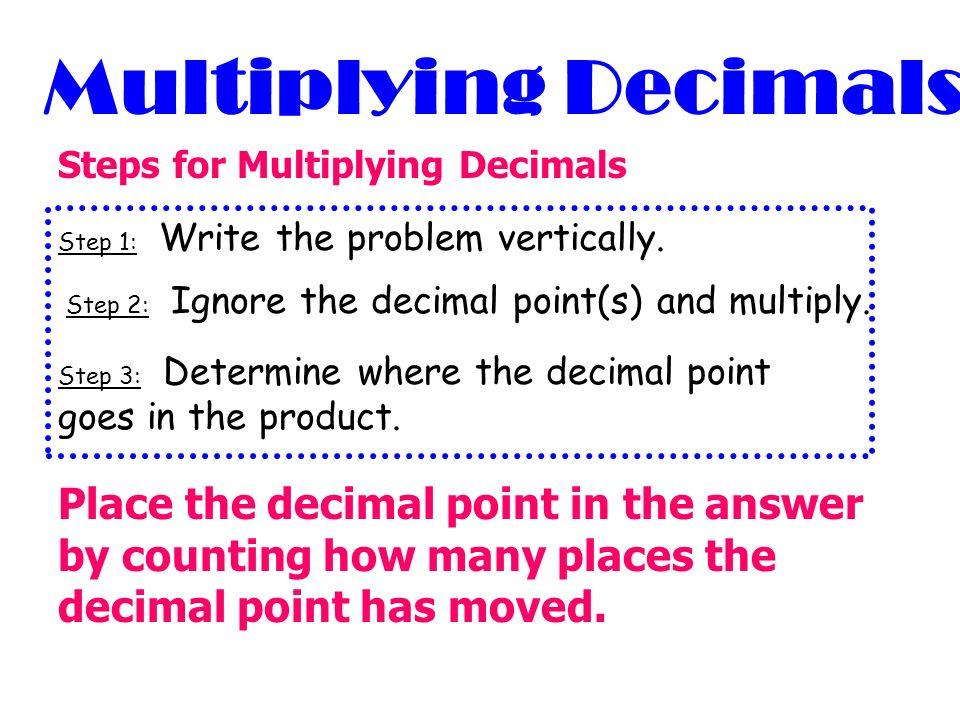 Multiplying Decimals
Steps for Multiplying Decimals
Step 1: Write the problem vertically.
Step 2: Ignore the decimal point(s) and multiply.
Step 3: Determine where the decimal point
goes in the product.
Place the decimal point in the answer
by counting how many places the
decimal point has moved.